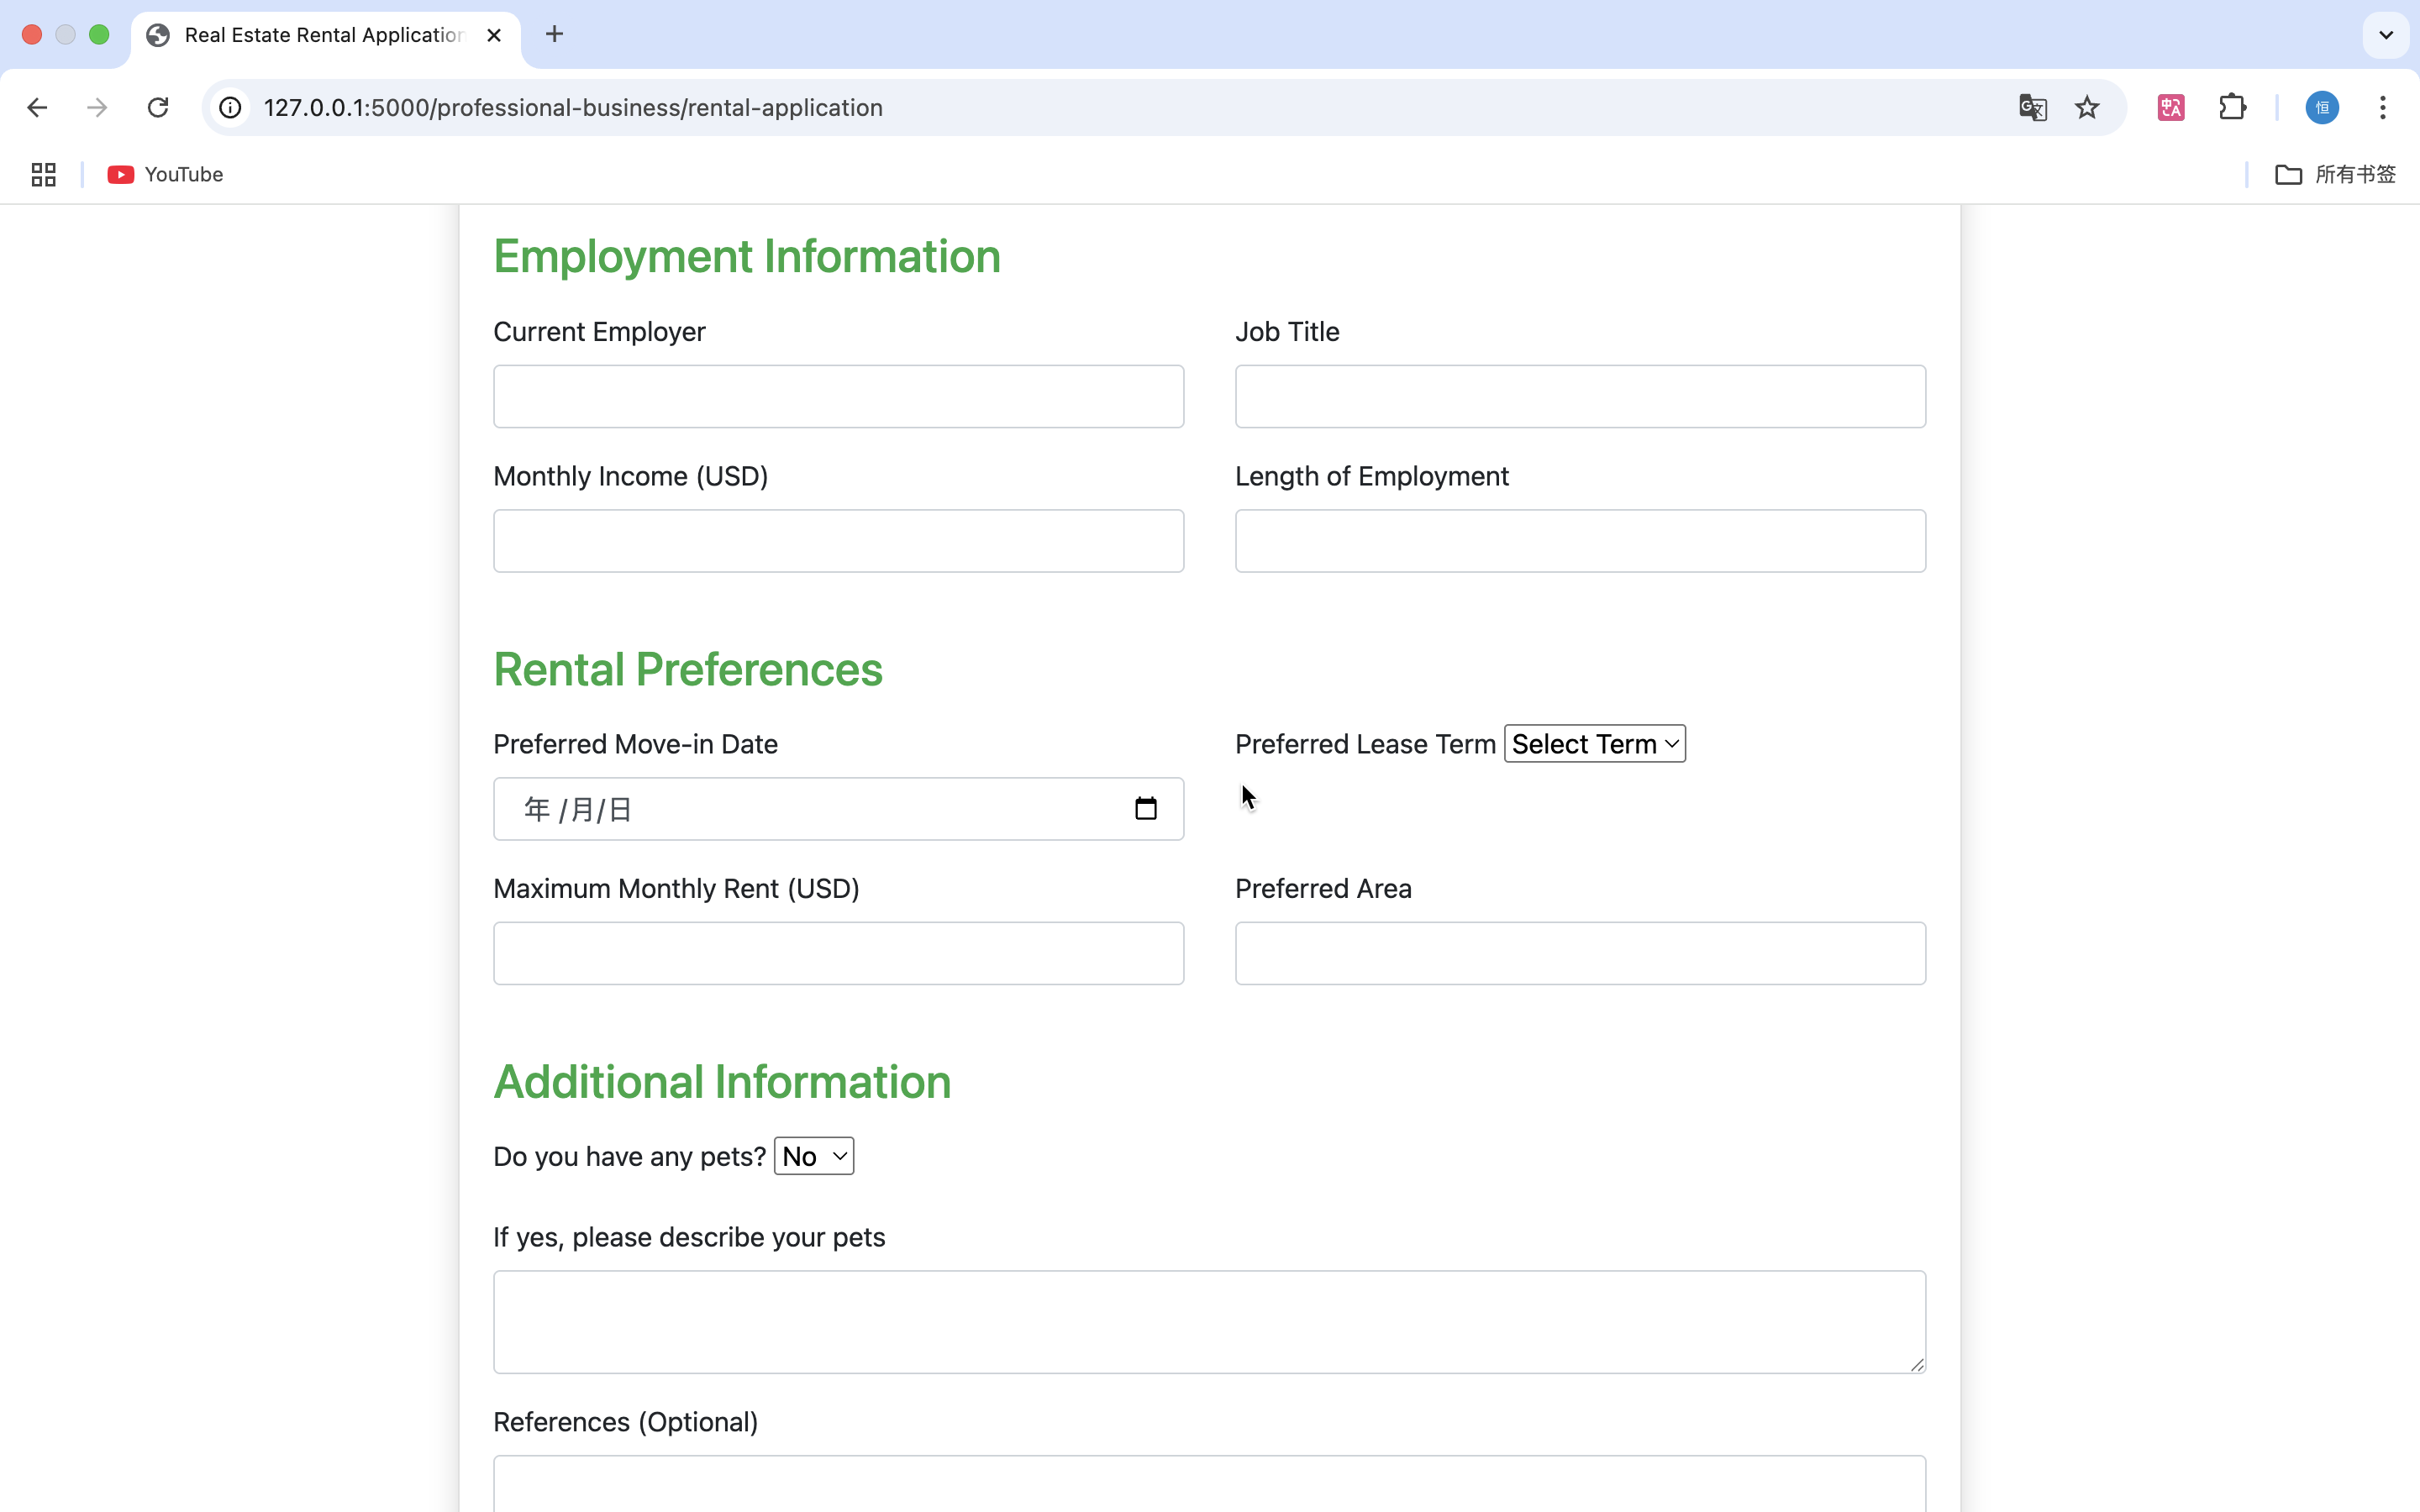 Real Estate Rental Application
127.0.0.1:5000/professional-business/rental-application
恒
YouTube
所有书签
Employment Information
Current Employer
Job Title
Monthly Income (USD)
Length of Employment
Rental Preferences
Preferred Move-in Date
Preferred Lease Term Select Term
年 /月/日
Maximum Monthly Rent (USD)
Preferred Area
Additional Information
Do you have any pets? No
If yes, please describe your pets
References (Optional)